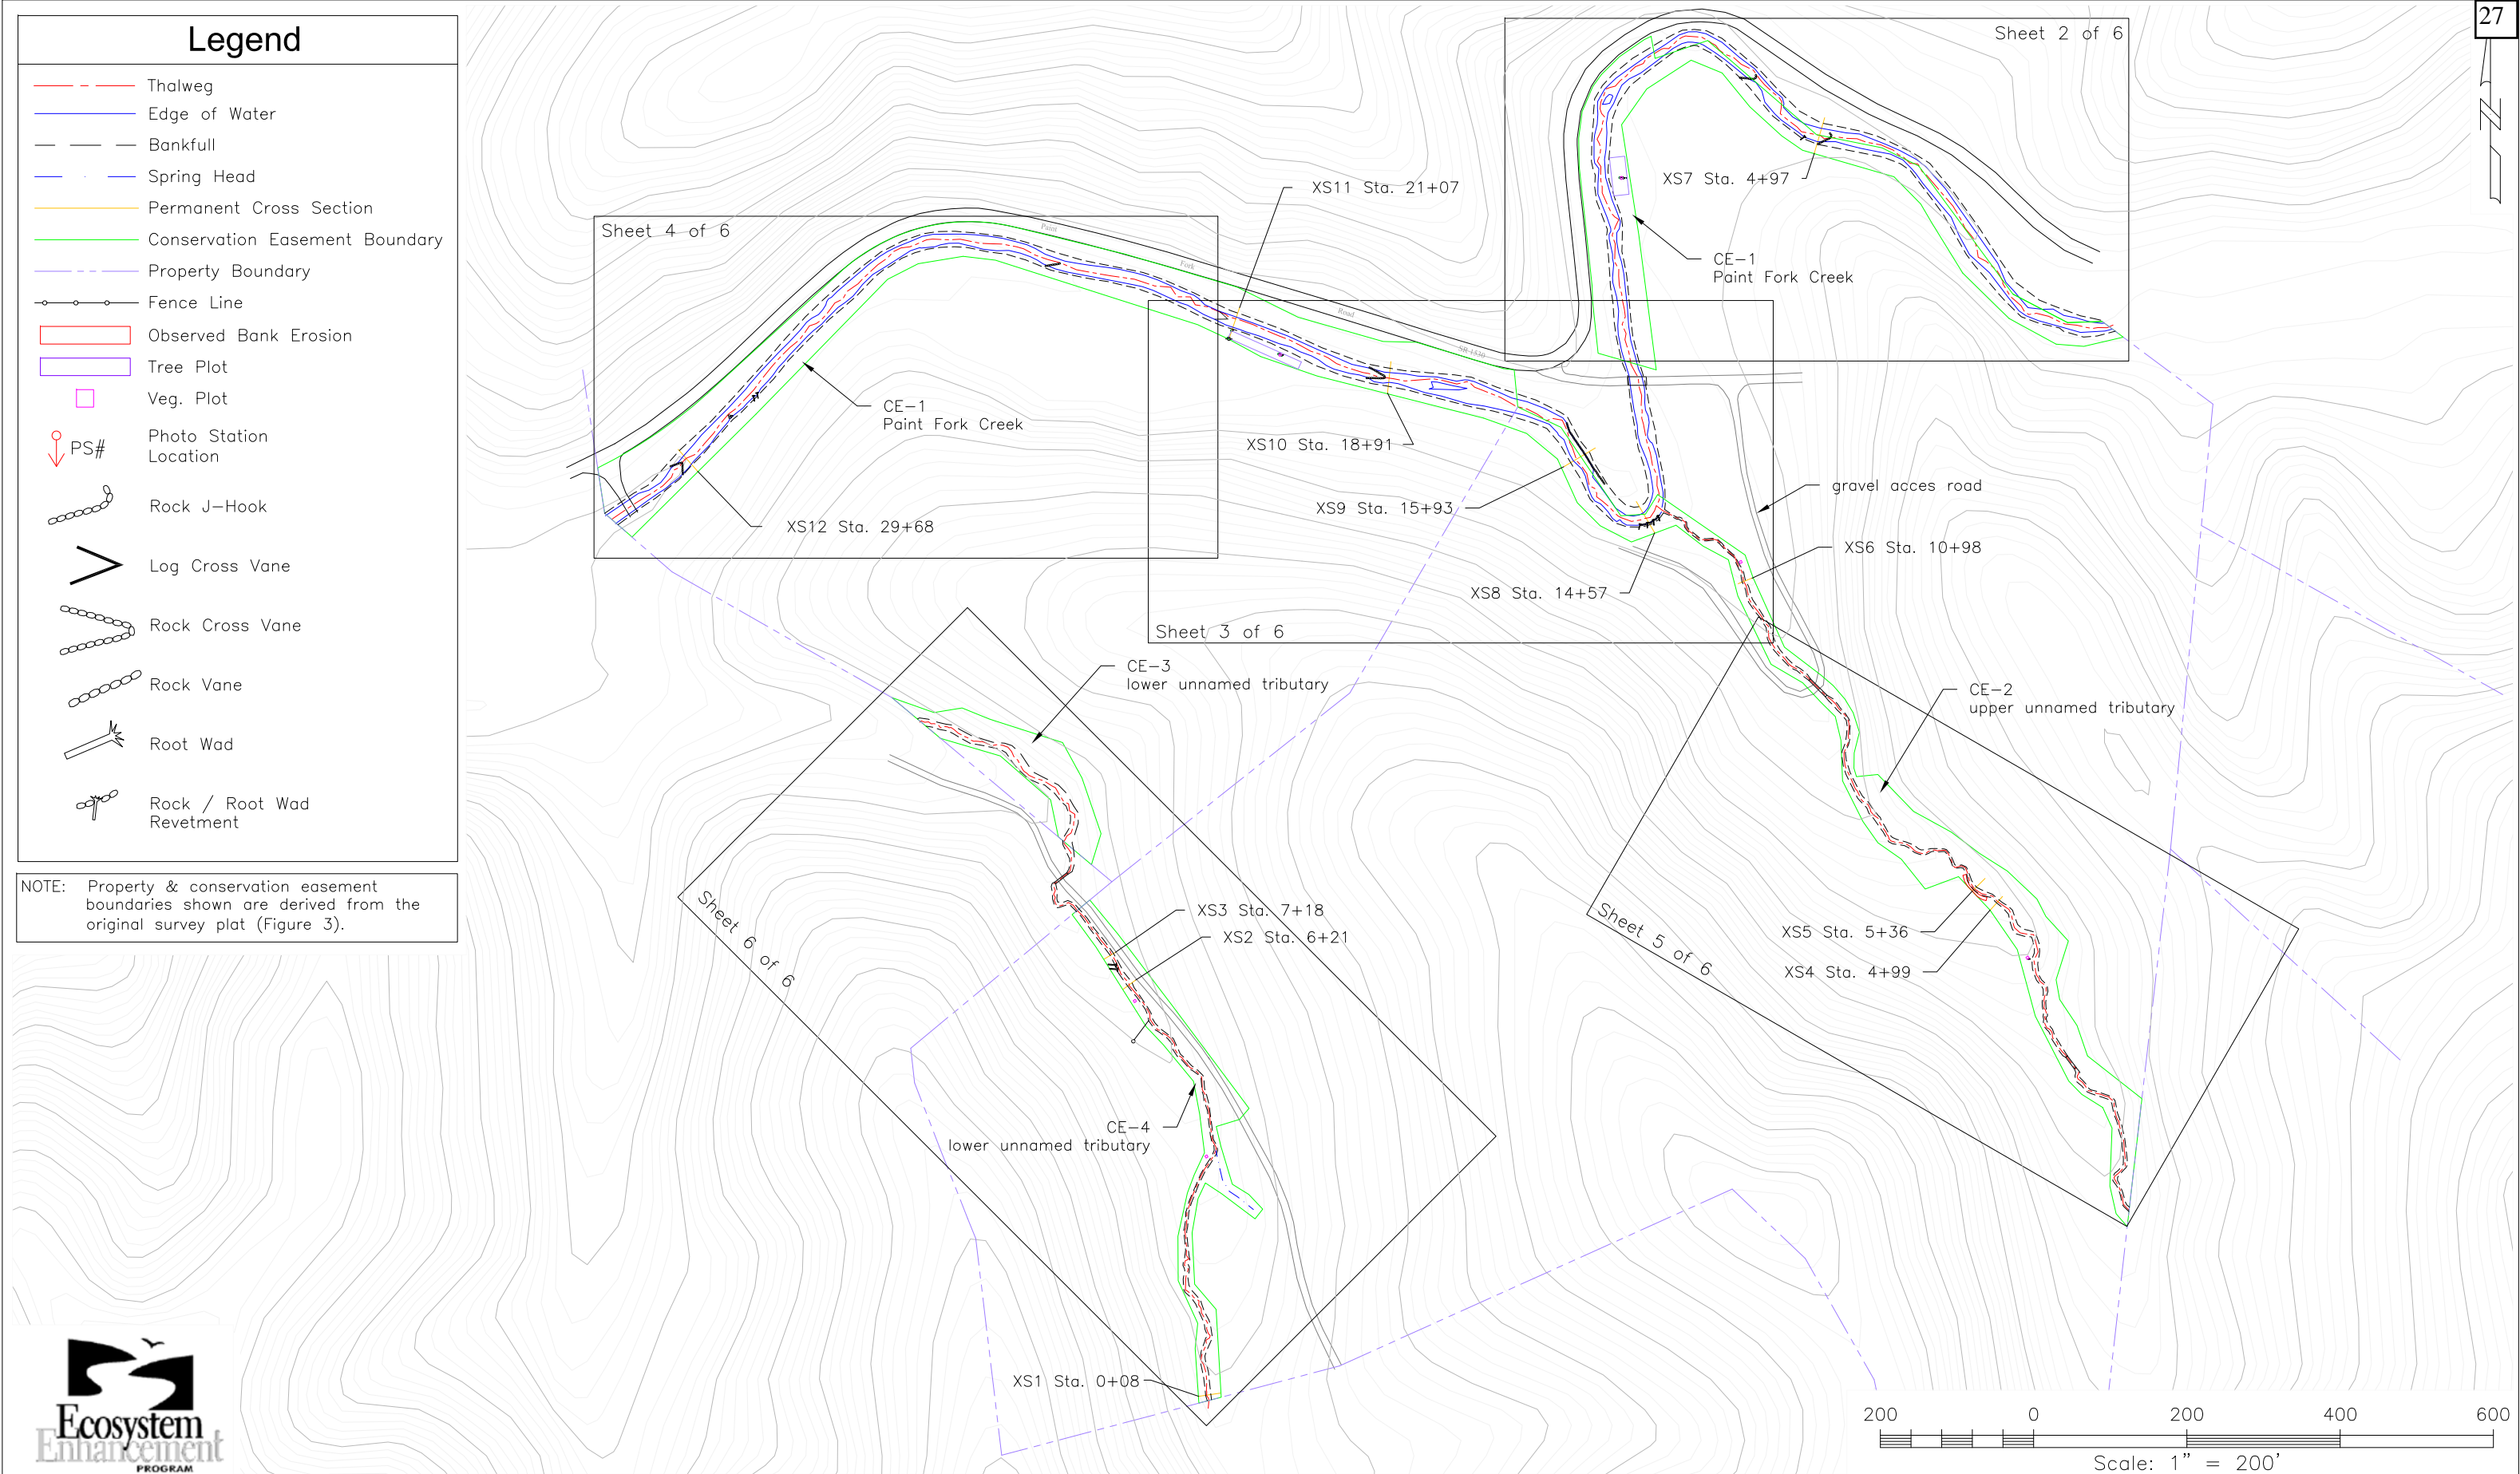 27
Legend
Thalweg
Edge of Water
Bankfull
Spring Head
Permanent Cross Section
Conservation Easement Boundary
Property Boundary
Fence Line
Observed Bank Erosion
Tree Plot
Veg. Plot
PS#
Photo Station
Location
Rock J-Hook
Log Cross Vane
Rock Cross Vane
Rock Vane
Root Wad
Rock / Root Wad
Revetment
NOTE: Property & conservation easement
boundaries shown are derived from the
original survey plat (Figure 3).
Sheet 2 of 6
XS7 Sta. 4+97
CE-1
Paint Fork Creek
XS11 Sta. 21+07
Sheet 4 of 6
Paint
Fork
Road
SR 1530
CE-1
Paint Fork Creek
XS10 Sta. 18+91
XS9 Sta. 15+93
XS12 Sta. 29+68
gravel acces road
XS6 Sta. 10+98
XS8 Sta. 14+57
Sheet 3 of 6
CE-3
lower unnamed tributary
CE-2
upper unnamed tributary
Sheet 6 of 6
XS3 Sta. 7+18
XS2 Sta. 6+21
Sheet 5 of 6
XS5 Sta. 5+36
XS4 Sta. 4+99
CE-4
lower unnamed tributary
XS1 Sta. 0+08
Ecosystem
Enhancement
PROGRAM
200 0 200 400 600
Scale: 1" = 200'
N